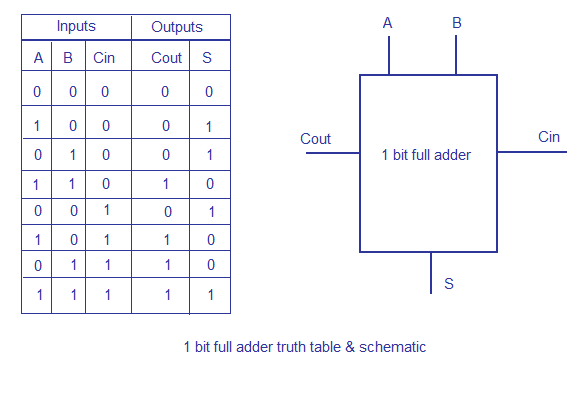 Inputs Outputs
A B Cin Cout S
0 0 0 0 0
1 0 0 0 1
0 1 0 0 1
1 1 0 1 0
0 0 1 0 1
1 0 1 1 0
0 1 1 1 0
1 1 1 1 1
A B
Cout 1 bit full adder Cin
S
1 bit full adder truth table & schematic